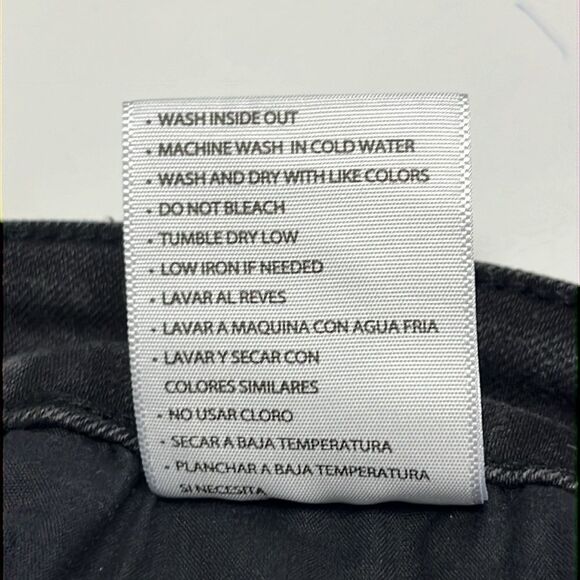 • WASH INSIDE OUT
• MACHINE WASH IN COLD WATER
• WASH AND DRY WITH LIKE COLORS
• DO NOT BLEACH
• TUMBLE DRY LOW
• LOW IRON IF NEEDED
• LAVAR AL REVES
• LAVAR A MAQUINA CON AGUA FRIA
• LAVAR Y SECAR CON
COLORES SIMILARES
• NO USAR CLORO
• SECAR A BAJA TEMPERATURA
• PLANCHAR A BAJA TEMPERATURA
SI NECESITA